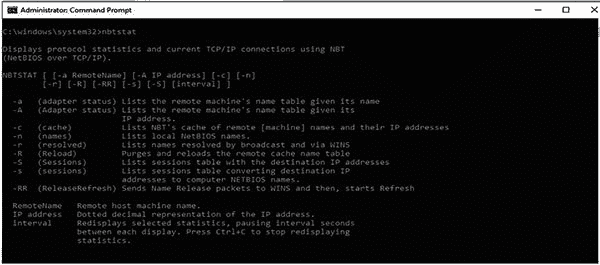 Administrator: Command Prompt
C:\windows\system32>nbtstat
Displays protocol statistics and current TCP/IP connections using NBT
(NetBIOS over TCP/IP).
NBTSTAT [ [-a RemoteName] [-A IP address] [-c] [-n]
[-r] [-R] [-RR] [-s] [-S] [interval] ]
-a (adapter status) Lists the remote machine's name table given its name
-A (Adapter status) Lists the remote machine's name table given its
IP address.
-c (cache) Lists NBT's cache of remote [machine] names and their IP addresses
-n (names) Lists local NetBIOS names.
-r (resolved) Lists names resolved by broadcast and via WINS
-R (Reload) Purges and reloads the remote cache name table
-S (Sessions) Lists sessions table with the destination IP addresses
-s (sessions) Lists sessions table converting destination IP
addresses to computer NETBIOS names.
-RR (ReleaseRefresh) Sends Name Release packets to WINS and then, starts Refresh
RemoteName Remote host machine name.
IP address Dotted decimal representation of the IP address.
interval Redisplays selected statistics, pausing interval seconds
between each display. Press Ctrl+C to stop redisplaying
statistics.